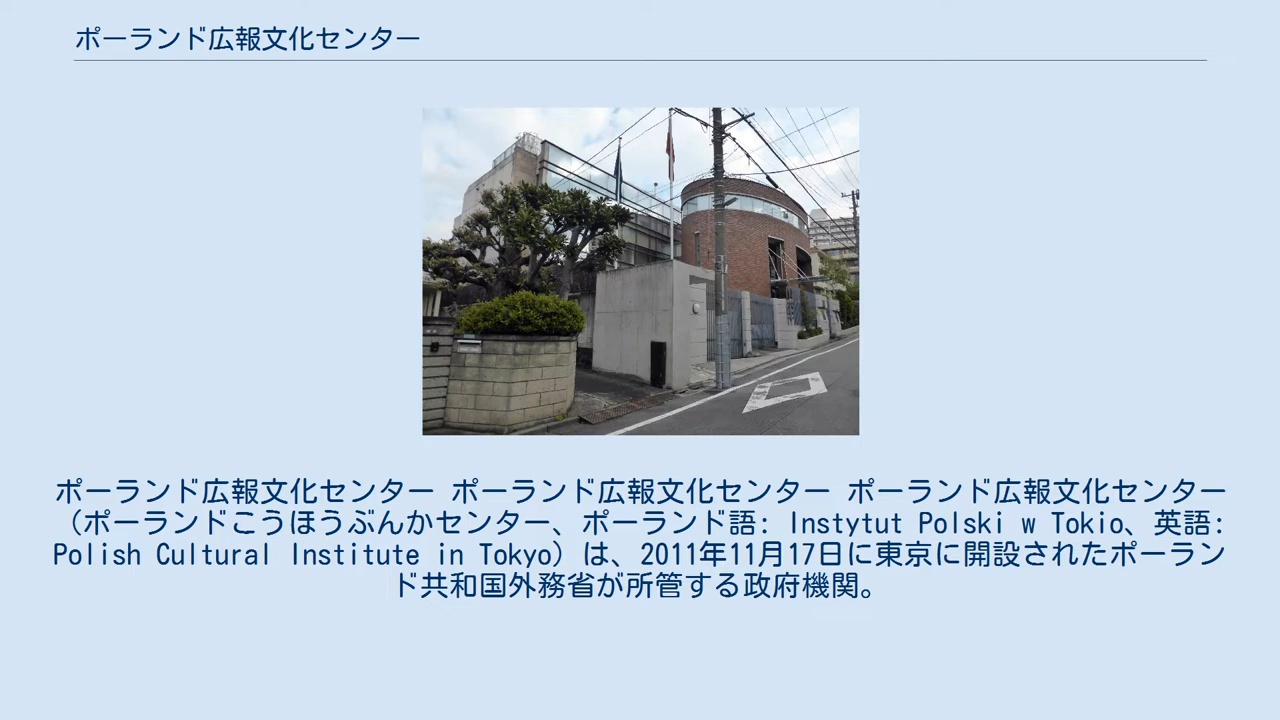 ポーランド広報文化センター
ポーランド広報文化センター ポーランド広報文化センター ポーランド広報文化センター
（ポーランドこうほうぶんかセンター、ポーランド語: Instytut Polski w Tokio、英語:
Polish Cultural Institute in Tokyo）は、2011年11月17日に東京に開設されたポーラン
ド共和国外務省が所管する政府機関。